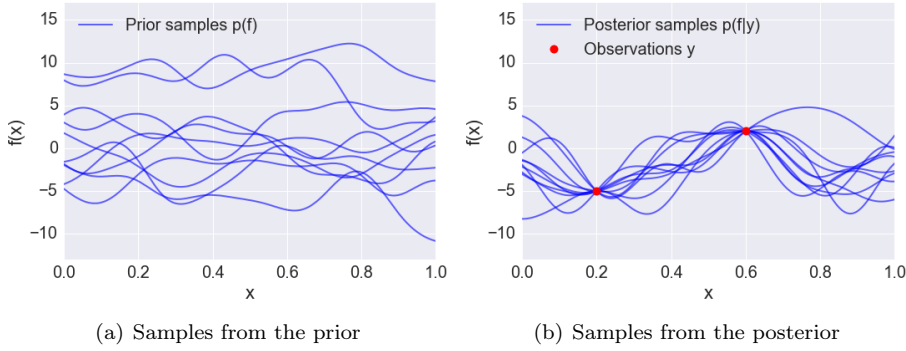 15
10
5
0
−5
−10
f(x)
Prior samples p(f)
0.0 0.2 0.4 0.6 0.8 1.0
x
(a) Samples from the prior
15
10
5
0
−5
−10
f(x)
Posterior samples p(f|y)
Observations y
0.0 0.2 0.4 0.6 0.8 1.0
x
(b) Samples from the posterior